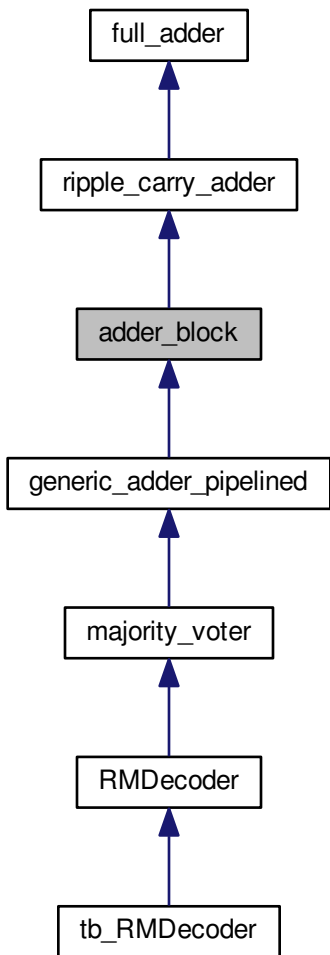 full_adder
ripple_carry_adder
adder_block
generic_adder_pipelined
majority_voter
RMDecoder
tb_RMDecoder